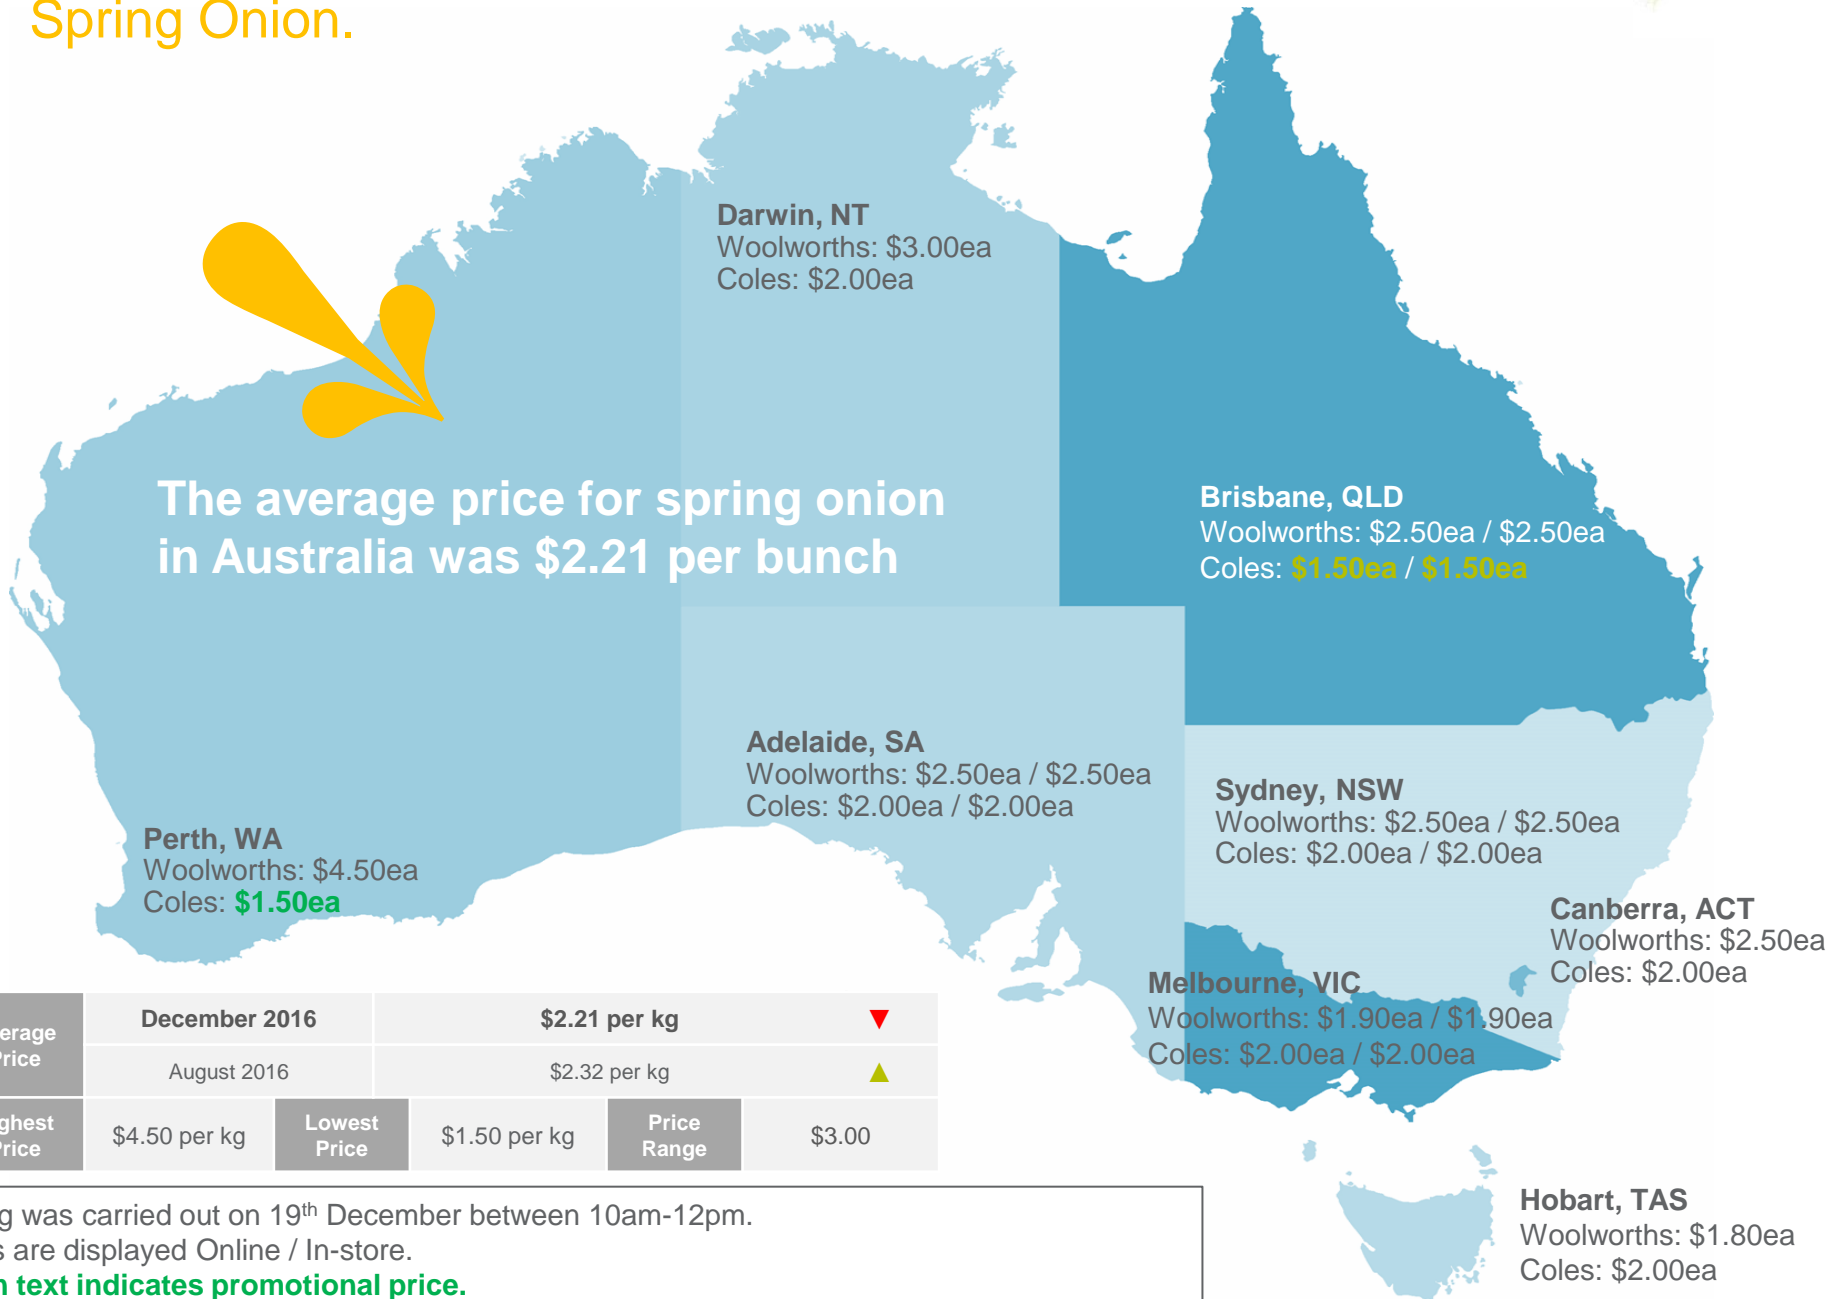 Spring Onion.
Darwin, NT
Woolworths: $3.00ea
Coles: $2.00ea
The average price for spring onion
in Australia was $2.21 per bunch
Brisbane, QLD
Woolworths: $2.50ea / $2.50ea
Coles: $1.50ea / $1.50ea
Adelaide, SA
Woolworths: $2.50ea / $2.50ea
Coles: $2.00ea / $2.00ea
Sydney, NSW
Woolworths: $2.50ea / $2.50ea
Coles: $2.00ea / $2.00ea
Perth, WA
Woolworths: $4.50ea
Coles: $1.50ea
Canberra, ACT
Woolworths: $2.50ea
Coles: $2.00ea
Melbourne, VIC
Woolworths: $1.90ea / $1.90ea
Coles: $2.00ea / $2.00ea
erage
rice
December 2016
$2.21 per kg
▼
August 2016
$2.32 per kg
▲
ghest
rice
$4.50 per kg
Lowest
Price
$1.50 per kg
Price
Range
$3.00
g was carried out on 19th December between 10am-12pm.
s are displayed Online / In-store.
n text indicates promotional price.
Hobart, TAS
Woolworths: $1.80ea
Coles: $2.00ea